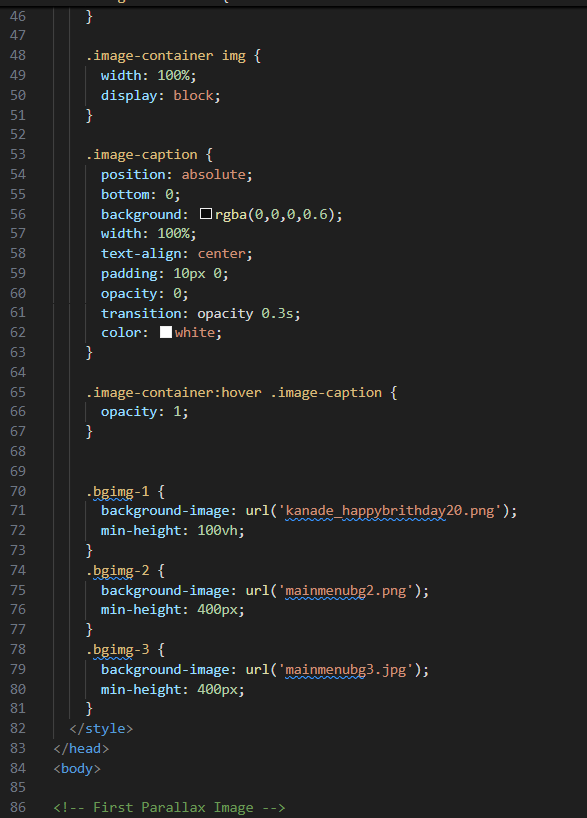 46 }
47
48 .image-container img {
49 width: 100%;
50 display: block;
51 }
52
53 .image-caption {
54 position: absolute;
55 bottom: 0;
56 background: rgba(0,0,0,0.6);
57 width: 100%;
58 text-align: center;
59 padding: 10px 0;
60 opacity: 0;
61 transition: opacity 0.3s;
62 color: white;
63 }
64
65 .image-container:hover .image-caption {
66 opacity: 1;
67 }
68
69
70 .bgimg-1 {
71 background-image: url('kanade_happybrithday20.png');
72 min-height: 100vh;
73 }
74 .bgimg-2 {
75 background-image: url('mainmenubg2.png');
76 min-height: 400px;
77 }
78 .bgimg-3 {
79 background-image: url('mainmenubg3.jpg');
80 min-height: 400px;
81 }
82 </style>
83 </head>
84 <body>
85
86 <!-- First Parallax Image -->